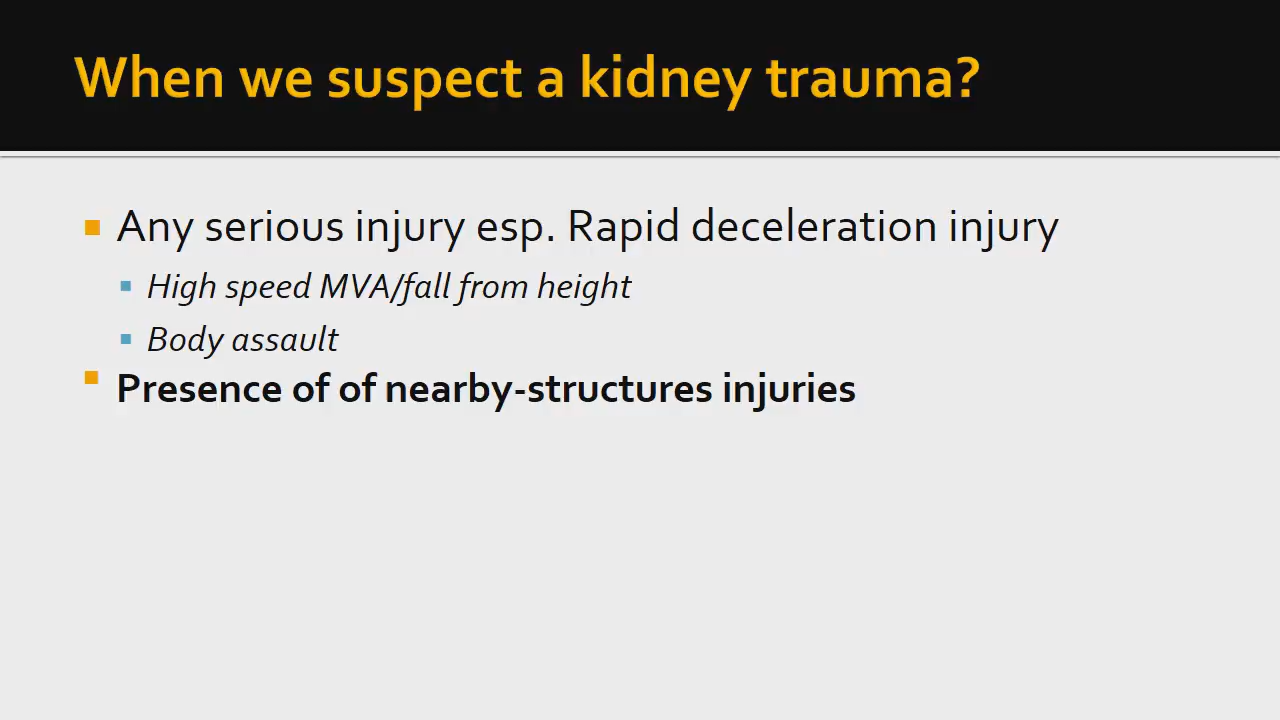 When we suspect a kidney trauma?
Any serious injury esp. Rapid deceleration injury
High speed MVA/fall from height
Body assault
Presence of of nearby-structures injuries